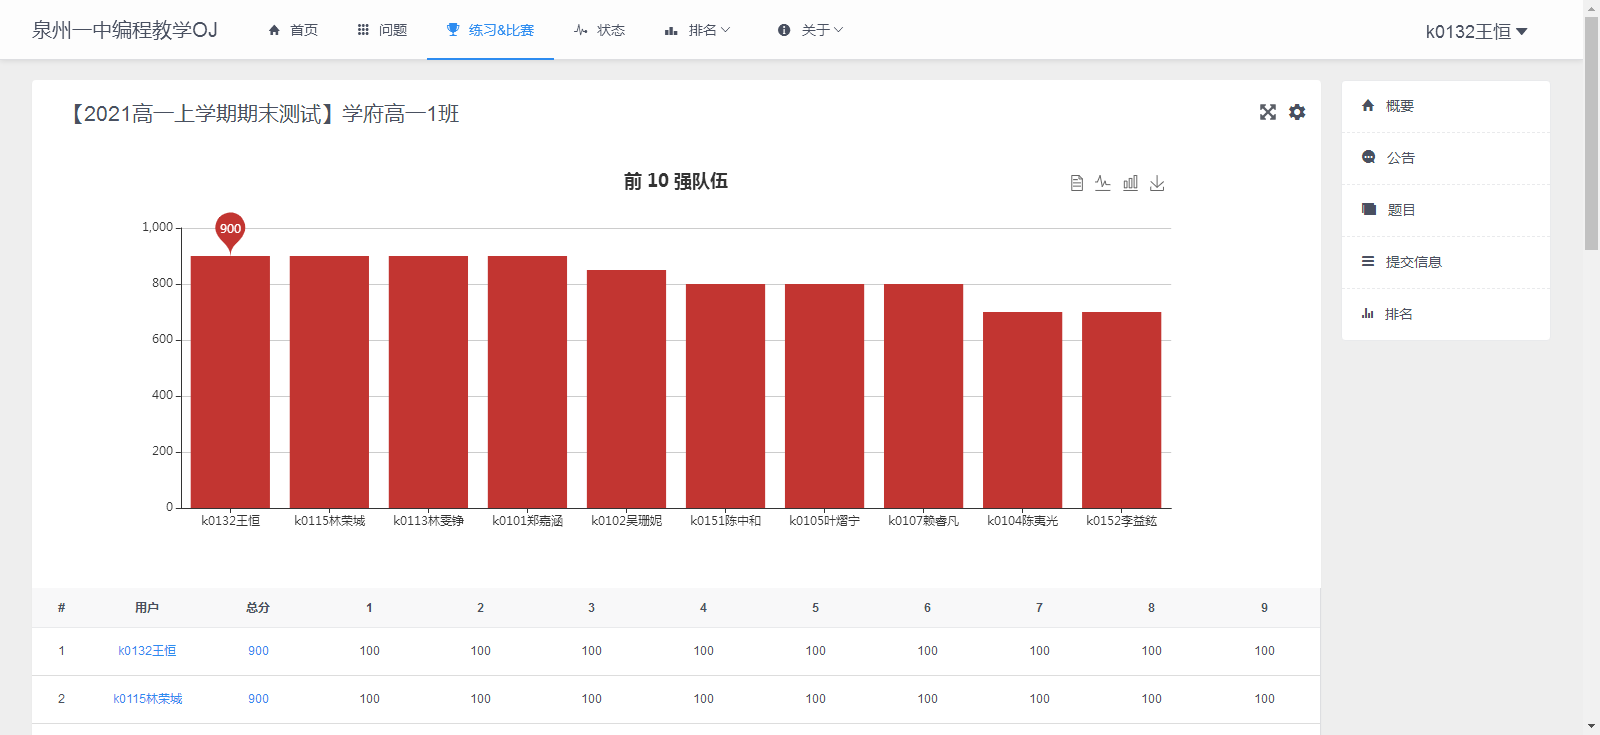 泉州一中编程教学OJ 首页 问题 练习&比赛 状态 排名 关于 k0132王恒
【2021高一上学期期末测试】学府高一1班
前 10 强队伍
1,000
900
800
600
400
200
0
k0132王恒 k0115林荣城 k0113林雯铮 k0101郑嘉涵 k0102吴珊妮 k0151陈中和 k0105叶熠宁 k0107赖睿凡 k0104陈夷光 k0152李益鋐
# 用户 总分 1 2 3 4 5 6 7 8 9
1 k0132王恒 900 100 100 100 100 100 100 100 100 100
2 k0115林荣城 900 100 100 100 100 100 100 100 100 100
概要
公告
题目
提交信息
排名